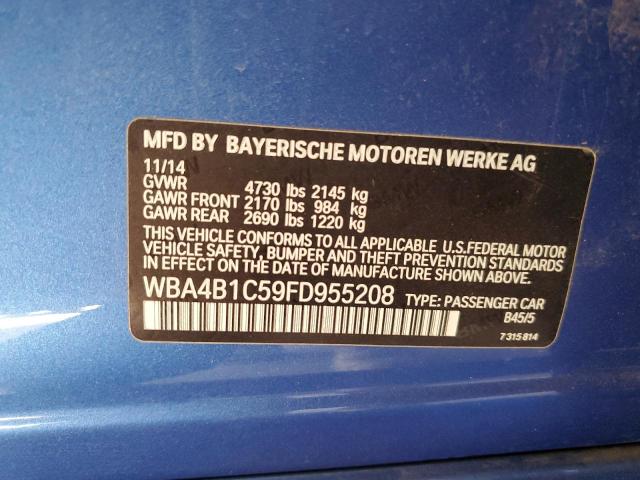 MFD BY BAYERISCHE MOTOREN WERKE AG
11/14
GVWR 4730 lbs 2145 kg
GAWR FRONT 2170 lbs 984 kg
GAWR REAR 2690 lbs 1220 kg
THIS VEHICLE CONFORMS TO ALL APPLICABLE U.S.FEDERAL MOTOR
VEHICLE SAFETY, BUMPER AND THEFT PREVENTION STANDARDS
IN EFFECT ON THE DATE OF
MANUFACTURE SHOWN ABOVE.
WBA4B1C59FD955208 TYPE: PASSENGER CAR
B45/5
7315814